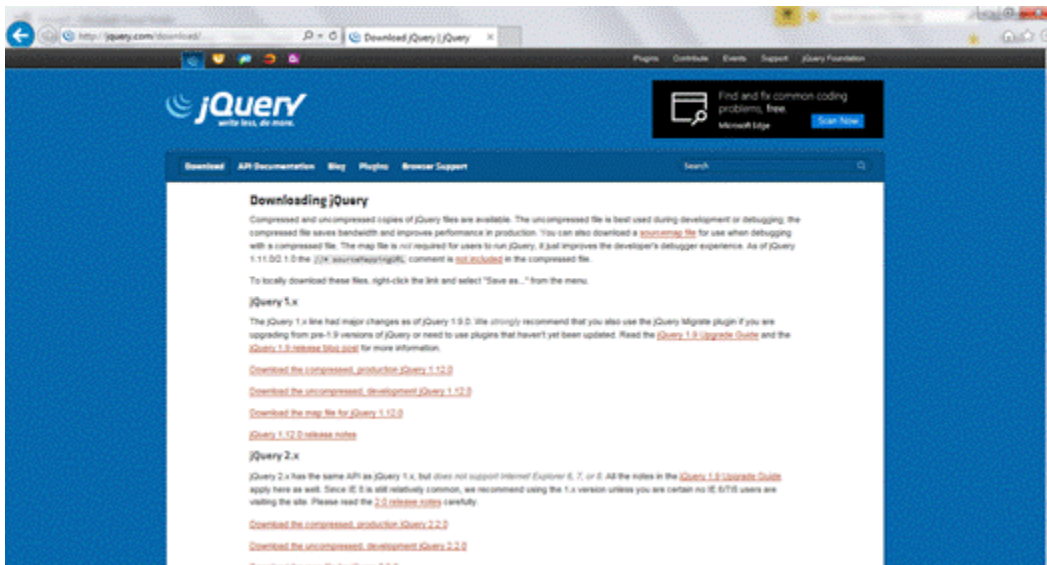 http://jquery.com/download/
Download jQuery | jQuery
Plugins Contribute Events Support jQuery Foundation
jQuery
write less, do more.
Find and fix common coding
problems, free.
Microsoft Edge
Scan Now
Download API Documentation Blog Plugins Browser Support
Search
Downloading jQuery
Compressed and uncompressed copies of jQuery files are available. The uncompressed file is best used during development or debugging; the
compressed file saves bandwidth and improves performance in production. You can also download a sourcemap file for use when debugging
with a compressed file. The map file is not required for users to run jQuery, it just improves the developer's debugger experience. As of jQuery
1.11.0/2.1.0 the //# sourceMappingURL comment is not included in the compressed file.
To locally download these files, right-click the link and select "Save as..." from the menu.
jQuery 1.x
The jQuery 1.x line had major changes as of jQuery 1.9.0. We strongly recommend that you also use the jQuery Migrate plugin if you are
upgrading from pre-1.9 versions of jQuery or need to use plugins that haven't yet been updated. Read the jQuery 1.9 Upgrade Guide and the
jQuery 1.9 release blog post for more information.
Download the compressed, production jQuery 1.12.0
Download the uncompressed, development jQuery 1.12.0
Download the map file for jQuery 1.12.0
jQuery 1.12.0 release notes
jQuery 2.x
jQuery 2.x has the same API as jQuery 1.x, but does not support Internet Explorer 6, 7, or 8. All the notes in the jQuery 1.9 Upgrade Guide
apply here as well. Since IE 8 is still relatively common, we recommend using the 1.x version unless you are certain no IE 6/7/8 users are
visiting the site. Please read the 2.0 release notes carefully.
Download the compressed, production jQuery 2.2.0
Download the uncompressed, development jQuery 2.2.0